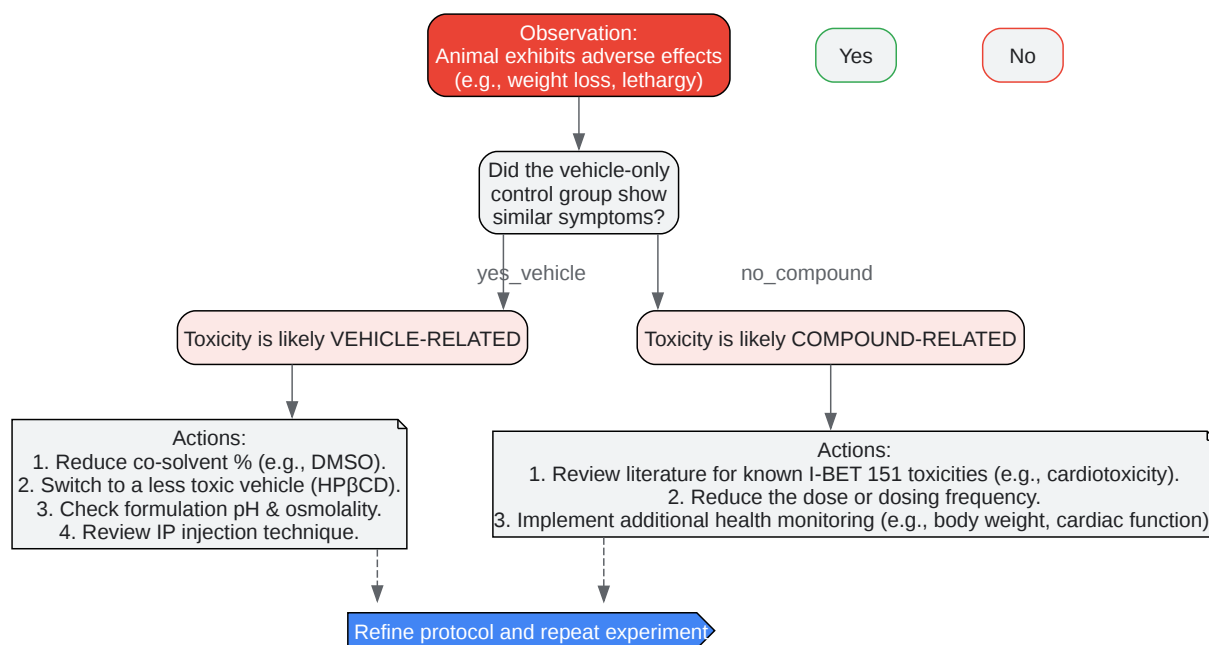 Observation:
Animal exhibits adverse effects
(e.g., weight loss, lethargy)
Yes
No
Did the vehicle-only
control group show
similar symptoms?
yes_vehicle
no_compound
Toxicity is likely VEHICLE-RELATED
Toxicity is likely COMPOUND-RELATED
Actions:
1. Reduce co-solvent % (e.g., DMSO).
2. Switch to a less toxic vehicle (HPβCD).
3. Check formulation pH & osmolality.
4. Review IP injection technique.
Actions:
1. Review literature for known I-BET 151 toxicities (e.g., cardiotoxicity).
2. Reduce the dose or dosing frequency.
3. Implement additional health monitoring (e.g., body weight, cardiac function)
Refine protocol and repeat experiment